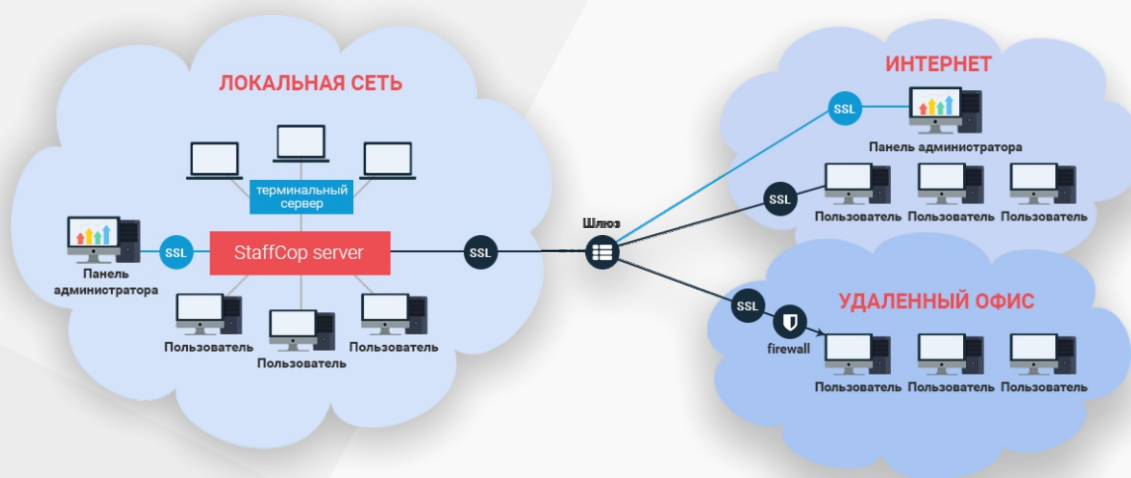 ЛОКАЛЬНАЯ СЕТЬ
терминальный
сервер
StaffCop server
SSL
Панель
администратора
SSL
Пользователь
Пользователь
Пользователь
Шлюз
ИНТЕРНЕТ
SSL
Панель администратора
SSL
Пользователь
Пользователь
Пользователь
УДАЛЕННЫЙ ОФИС
SSL
firewall
Пользователь
Пользователь
Пользователь